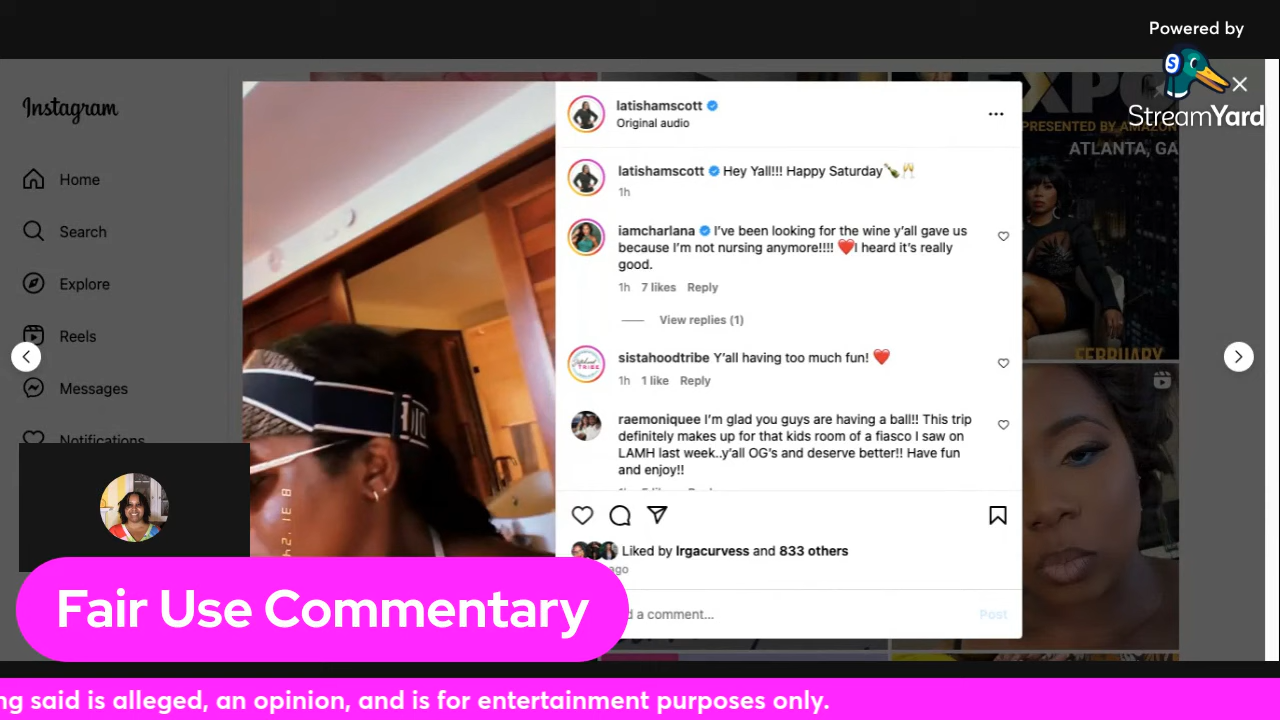 Powered by
StreamYard
Instagram
Home
Search
Explore
Reels
Messages
Notifications
latishamscott
Original audio
latishamscott Hey Yall!!! Happy Saturday🍾🥂
1h
iamcharlana I've been looking for the wine y'all gave us
because I'm not nursing anymore!!!! ❤️I heard it's really
good.
1h 7 likes Reply
View replies (1)
sistahoodtribe Y'all having too much fun! ❤️
1h 1 like Reply
raemoniquee I'm glad you guys are having a ball!! This trip
definitely makes up for that kids room of a fiasco I saw on
LAMH last week..y'all OG's and deserve better!! Have fun
and enjoy!!
Liked by lrgacurvess and 833 others
ago
d a comment...
Post
EXPO
PRESENTED BY AMAZON
ATLANTA, GA
FEBRUARY
Fair Use Commentary
ng said is alleged, an opinion, and is for entertainment purposes only.